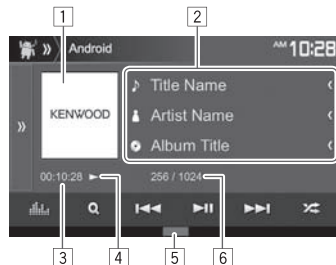 1 2
» Android AM 10:28
Title Name
KENWOOD
» Artist Name
Album Title
00:10:28 256 / 1024
3 4 5 6